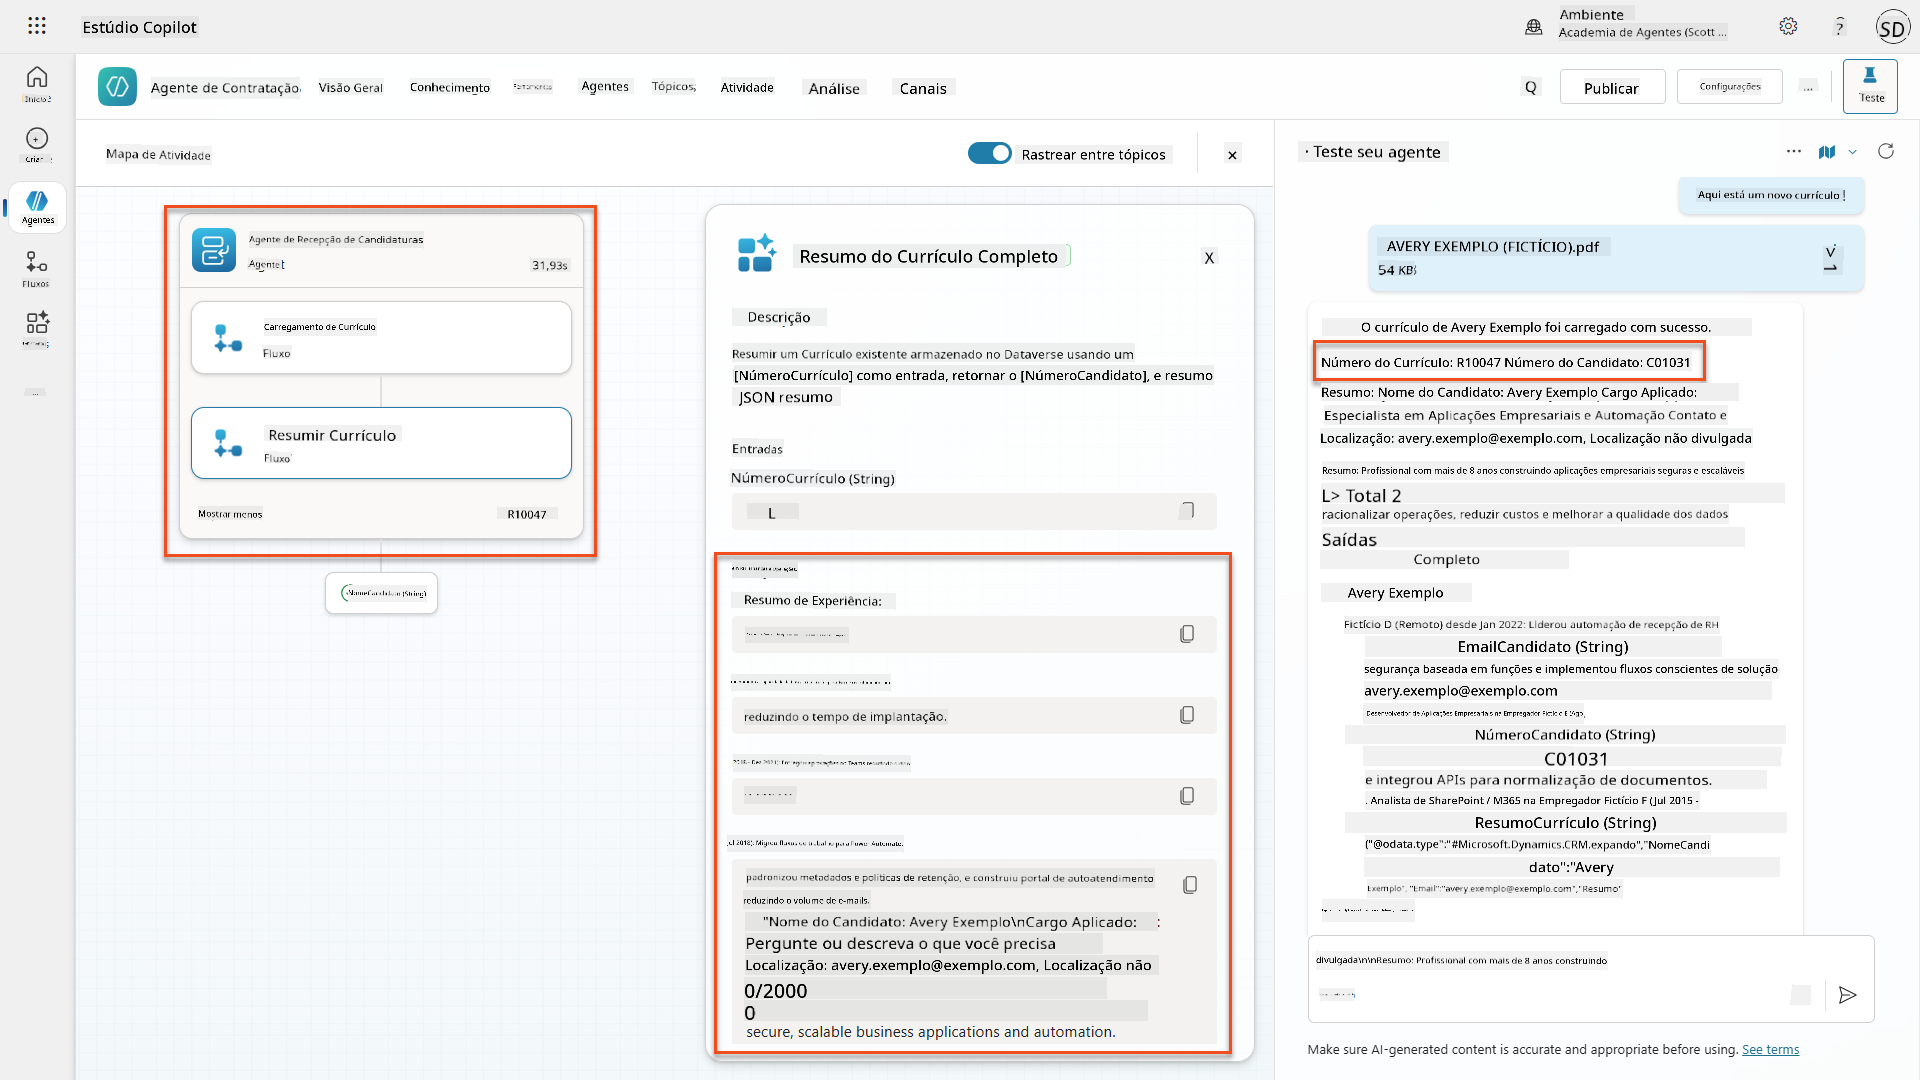 Estúdio Copilot
Ambiente
Academia de Agentes (Scott ...
?
SD
Início
Criar
Agentes
Fluxos
...
Agente de Contratação
Visão Geral
Conhecimento
Ferramentas
Agentes
Tópicos,
Atividade
Análise
Canais
Q
Publicar
Configurações
...
Teste
Mapa de Atividade
Rastrear entre tópicos
x
Agente de Recepção de Candidaturas
Agente
31,93s
Carregamento de Currículo
Fluxo
Resumir Currículo
Fluxo
Mostrar menos
R10047
NomeCandidato (String)
Resumo do Currículo Completo
X
Descrição
Resumir um Currículo existente armazenado no Dataverse usando um
[NúmeroCurrículo] como entrada, retornar o [NúmeroCandidato], e resumo
JSON resumo
Entradas
NúmeroCurrículo (String)
L
Resumo de Experiência:
reduzindo o tempo de implantação.
Jul 2018): Migrou fluxos de trabalho para Power Automate,
padronizou metadados e políticas de retenção, e construiu portal de autoatendimento
reduzindo o volume de e-mails.
"Nome do Candidato: Avery Exemplo\nCargo Aplicado: :
Pergunte ou descreva o que você precisa
Localização: avery.exemplo@exemplo.com, Localização não
0/2000
0
secure, scalable business applications and automation.
· Teste seu agente
...
Aqui está um novo currículo !
AVERY EXEMPLO (FICTÍCIO).pdf
54 KB
O currículo de Avery Exemplo foi carregado com sucesso.
Número do Currículo: R10047 Número do Candidato: C01031
Resumo: Nome do Candidato: Avery Exemplo Cargo Aplicado:
Especialista em Aplicações Empresariais e Automação Contato e
Localização: avery.exemplo@exemplo.com, Localização não divulgada
Resumo: Profissional com mais de 8 anos construindo aplicações empresariais seguras e escaláveis
L> Total 2
racionalizar operações, reduzir custos e melhorar a qualidade dos dados
Saídas
Completo
Avery Exemplo
Fictício D (Remoto) desde Jan 2022: Liderou automação de recepção de RH
EmailCandidato (String)
segurança baseada em funções e implementou fluxos conscientes de solução
avery.exemplo@exemplo.com
Desenvolvedor de Aplicações Empresariais na Empregador Fictício E (Ago
NúmeroCandidato (String)
C01031
e integrou APIs para normalização de documentos.
. Analista de SharePoint / M365 na Empregador Fictício F (Jul 2015 -
ResumoCurrículo (String)
{"@odata.type":"#Microsoft.Dynamics.CRM.expando","NomeCandi
dato":"Avery
Exemplo", "Email":"avery.exemplo@exemplo.com","Resumo"
divulgada\n\nResumo: Profissional com mais de 8 anos construindo
Make sure AI-generated content is accurate and appropriate before using. See terms